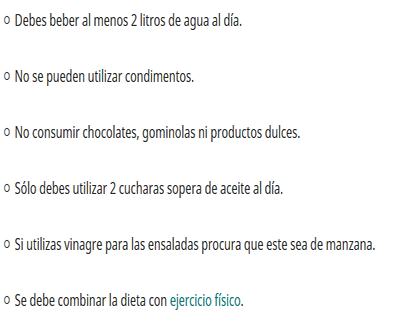 ○ Debes beber al menos 2 litros de agua al día.
○ No se pueden utilizar condimentos.
○ No consumir chocolates, gominolas ni productos dulces.
○ Sólo debes utilizar 2 cucharas sopera de aceite al día.
○ Si utilizas vinagre para las ensaladas procura que este sea de manzana.
○ Se debe combinar la dieta con ejercicio físico.